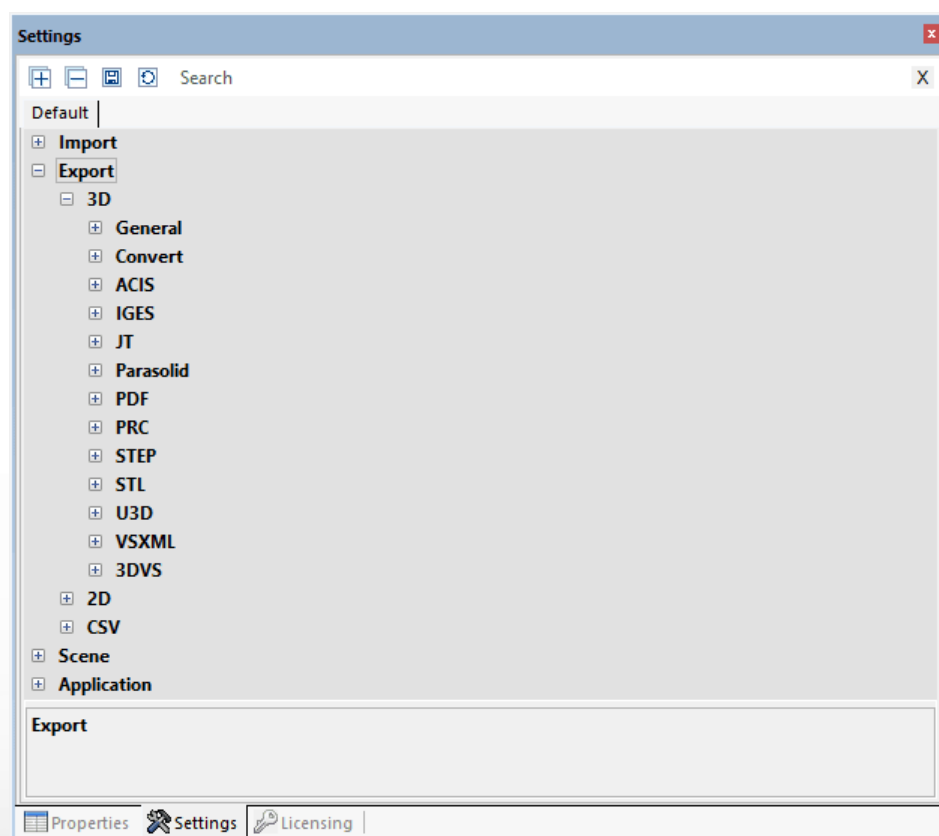 Settings
Search X
Default
Import
Export
3D
General
Convert
ACIS
IGES
JT
Parasolid
PDF
PRC
STEP
STL
U3D
VSXML
3DVS
2D
CSV
Scene
Application
Export
Properties Settings Licensing